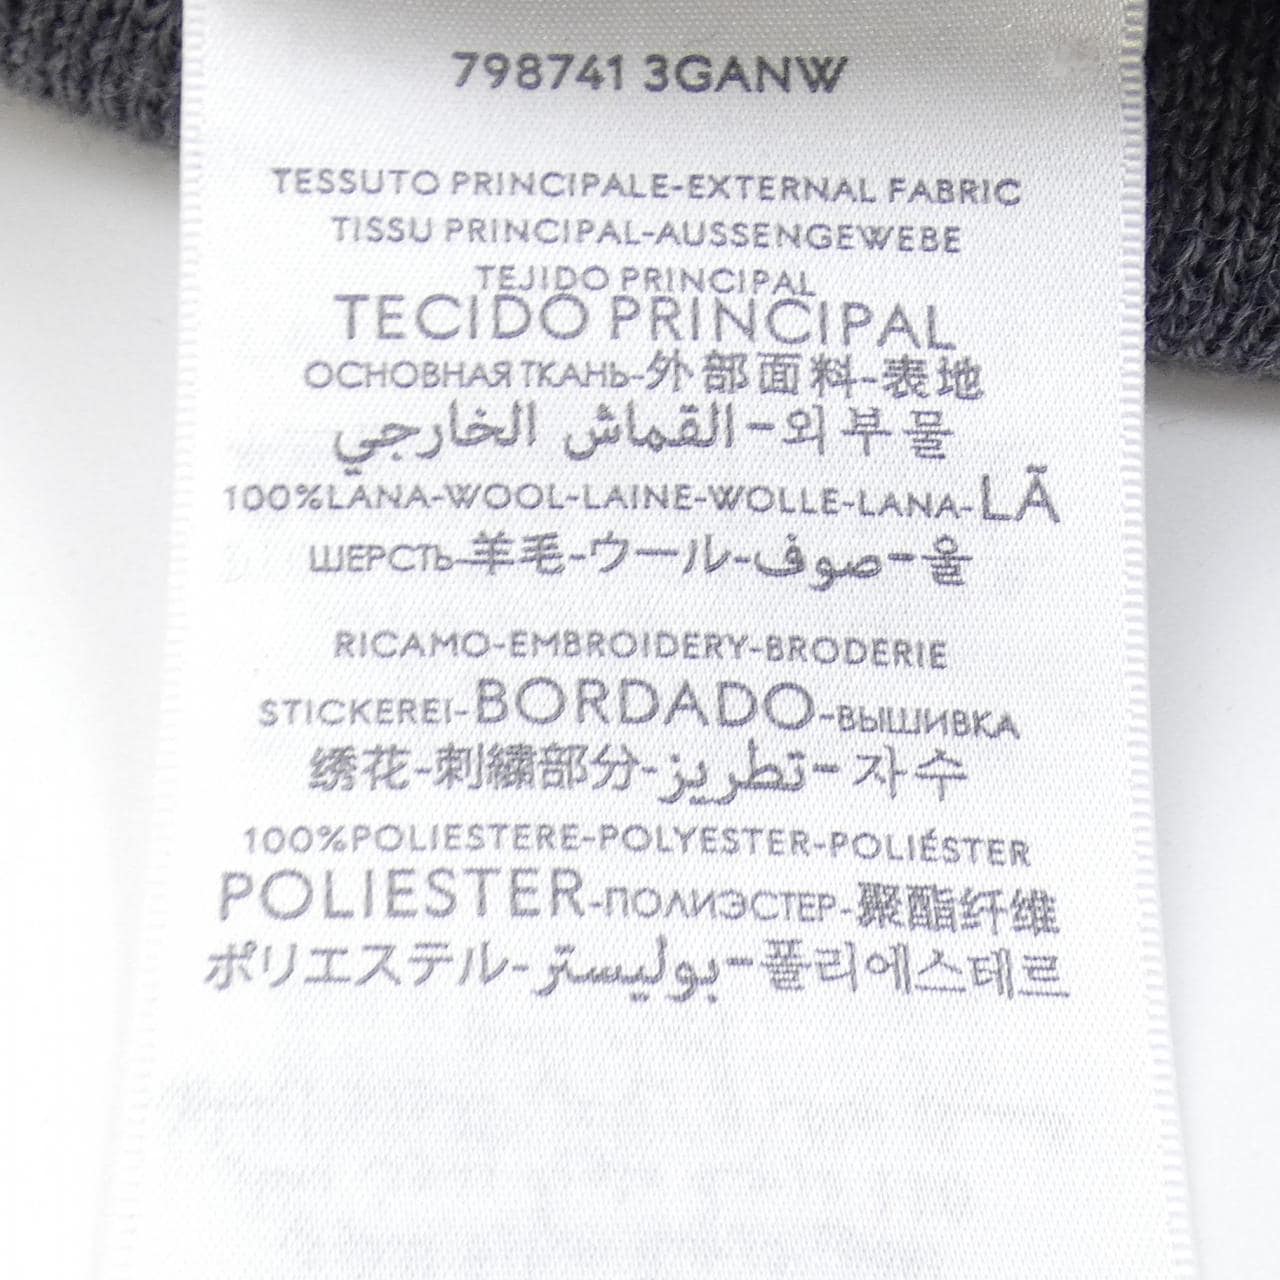 798741 3GANW
TESSUTO PRINCIPALE-EXTERNAL FABRIC
TISSU PRINCIPAL-AUSSENGEWEBE
TEJIDO PRINCIPAL
TECIDO PRINCIPAL
ОСНОВНАЯ ТКАНЬ-外部面料-表地
القماش الخارجي-외부물
100%LANA-WOOL-LAINE-WOLLE-LANA-LÃ
ШЕРСТЬ-羊毛-ウール-صوف-울
RICAMO-EMBROIDERY-BRODERIE
STICKEREI-BORDADO-ВЫШИВКА
绣花-刺繍部分-تطريز-자수
100%POLIESTERE-POLYESTER-POLIÉSTER
POLIESTER-ПОЛИЭСТЕР-聚酯纤维
ポリエステル-بوليستر-폴리에스테르